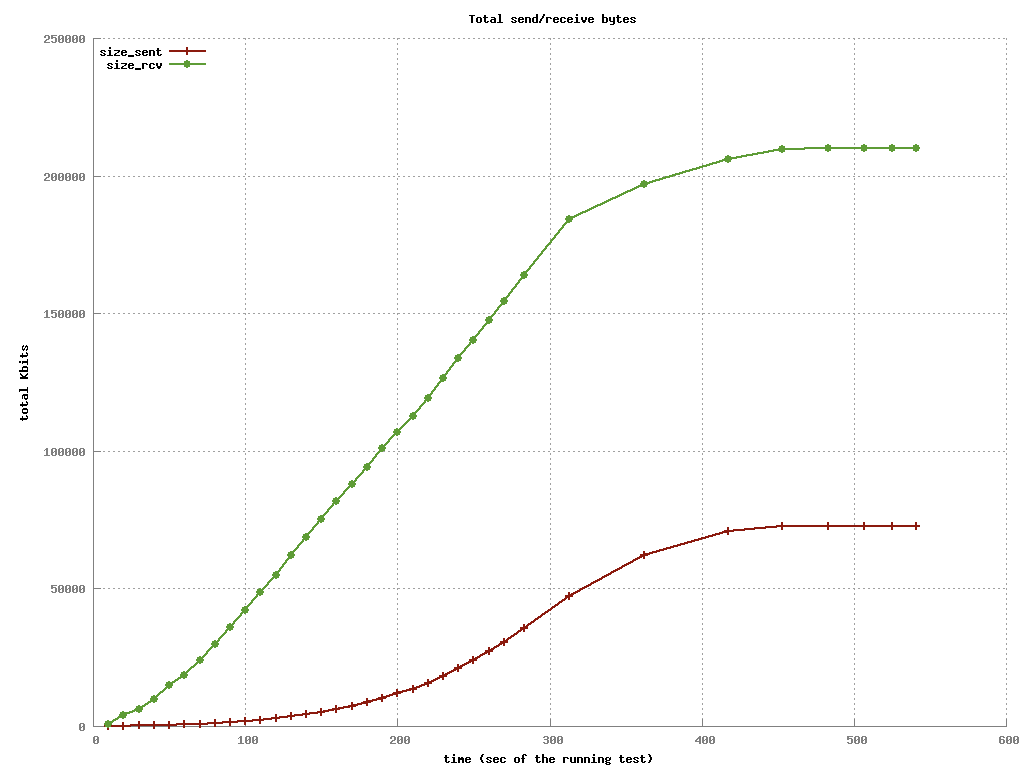 Total send/receive bytes
250000
size_sent
size_rcv
200000
150000
total Kbits
100000
50000
0
0 100 200 300 400 500 600
time (sec of the running test)